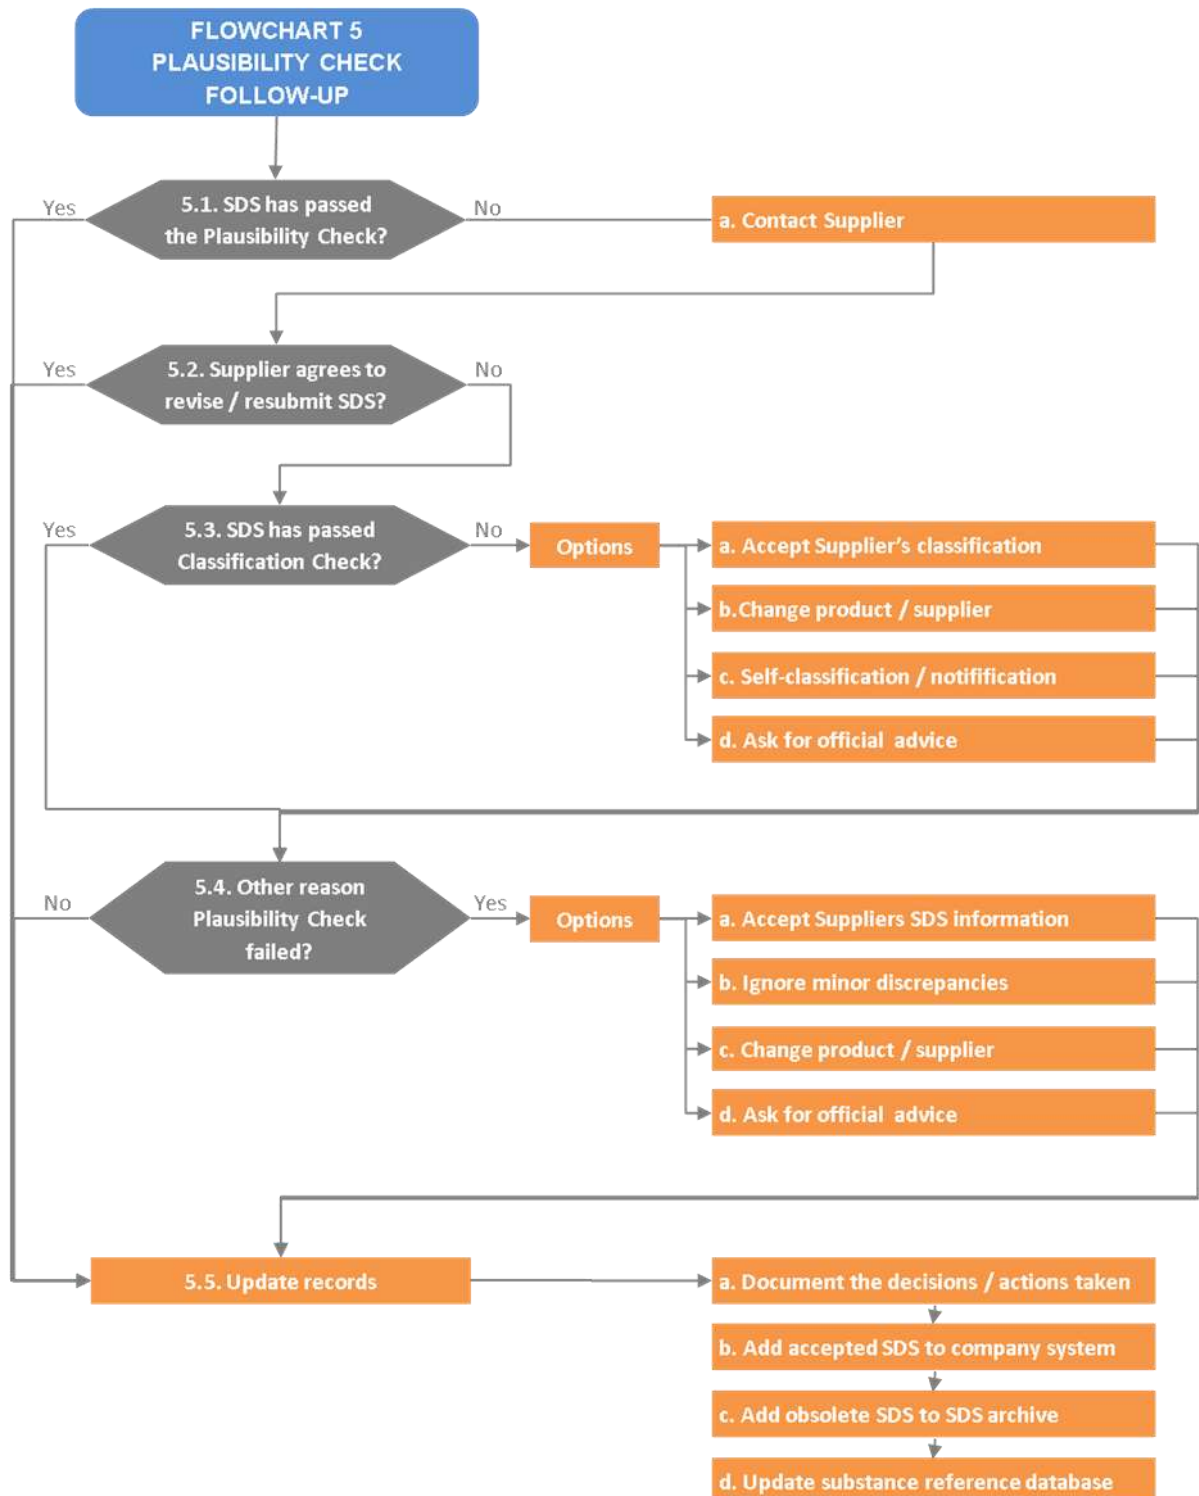 FLOWCHART 5
PLAUSIBILITY CHECK
FOLLOW-UP
Yes
5.1. SDS has passed
the Plausibility Check?
No
a. Contact Supplier
Yes
5.2. Supplier agrees to
revise / resubmit SDS?
No
Yes
5.3. SDS has passed
Classification Check?
No
Options
a. Accept Supplier's classification
b.Change product / supplier
c. Self-classification / notifification
d. Ask for official advice
No
5.4. Other reason
Plausibility Check
failed?
Yes
Options
a. Accept Suppliers SDS information
b. Ignore minor discrepancies
c. Change product / supplier
d. Ask for official advice
5.5. Update records
a. Document the decisions / actions taken
b. Add accepted SDS to company system
c. Add obsolete SDS to SDS archive
d. Update substance reference database